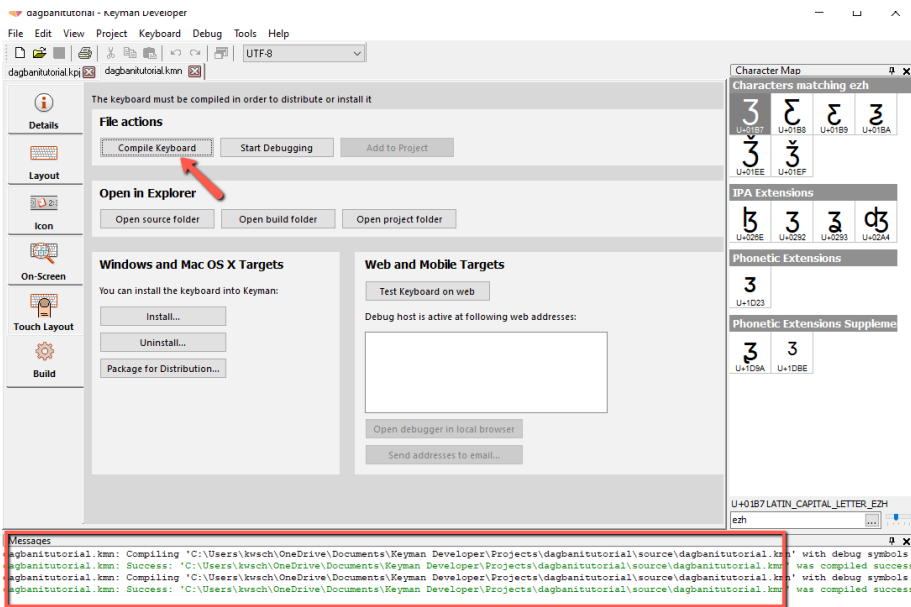 dagbanitutorial - Keyman Developer
File Edit View Project Keyboard Debug Tools Help
UTF-8
dagbanitutorial.kpj dagbanitutorial.kmn
Details
Layout
Icon
On-Screen
Touch Layout
Build
The keyboard must be compiled in order to distribute or install it
File actions
Compile Keyboard Start Debugging Add to Project
Open in Explorer
Open source folder Open build folder Open project folder
Windows and Mac OS X Targets
You can install the keyboard into Keyman:
Install...
Uninstall...
Package for Distribution...
Web and Mobile Targets
Test Keyboard on web
Debug host is active at following web addresses:
Open debugger in local browser
Send addresses to email...
Character Map
Characters matching ezh
Ʒ Ƹ ƹ ƺ
U+01B7 U+01B8 U+01B9 U+01BA
Ǯ ǯ
U+01EE U+01EF
IPA Extensions
ɮ ʒ ʓ ʤ
U+026E U+0292 U+0293 U+02A4
Phonetic Extensions
ᴣ
U+1D23
Phonetic Extensions Suppleme
ᶚ ᶾ
U+1D9A U+1DBE
U+01B7 LATIN_CAPITAL_LETTER_EZH
ezh ...
Messages
dagbanitutorial.kmn: Compiling 'C:\Users\kwsch\OneDrive\Documents\Keyman Developer\Projects\dagbanitutorial\source\dagbanitutorial.kmn' with debug symbols
dagbanitutorial.kmn: Success: 'C:\Users\kwsch\OneDrive\Documents\Keyman Developer\Projects\dagbanitutorial\source\dagbanitutorial.kmn' was compiled success
dagbanitutorial.kmn: Compiling 'C:\Users\kwsch\OneDrive\Documents\Keyman Developer\Projects\dagbanitutorial\source\dagbanitutorial.kmn' with debug symbols
dagbanitutorial.kmn: Success: 'C:\Users\kwsch\OneDrive\Documents\Keyman Developer\Projects\dagbanitutorial\source\dagbanitutorial.kmn' was compiled success